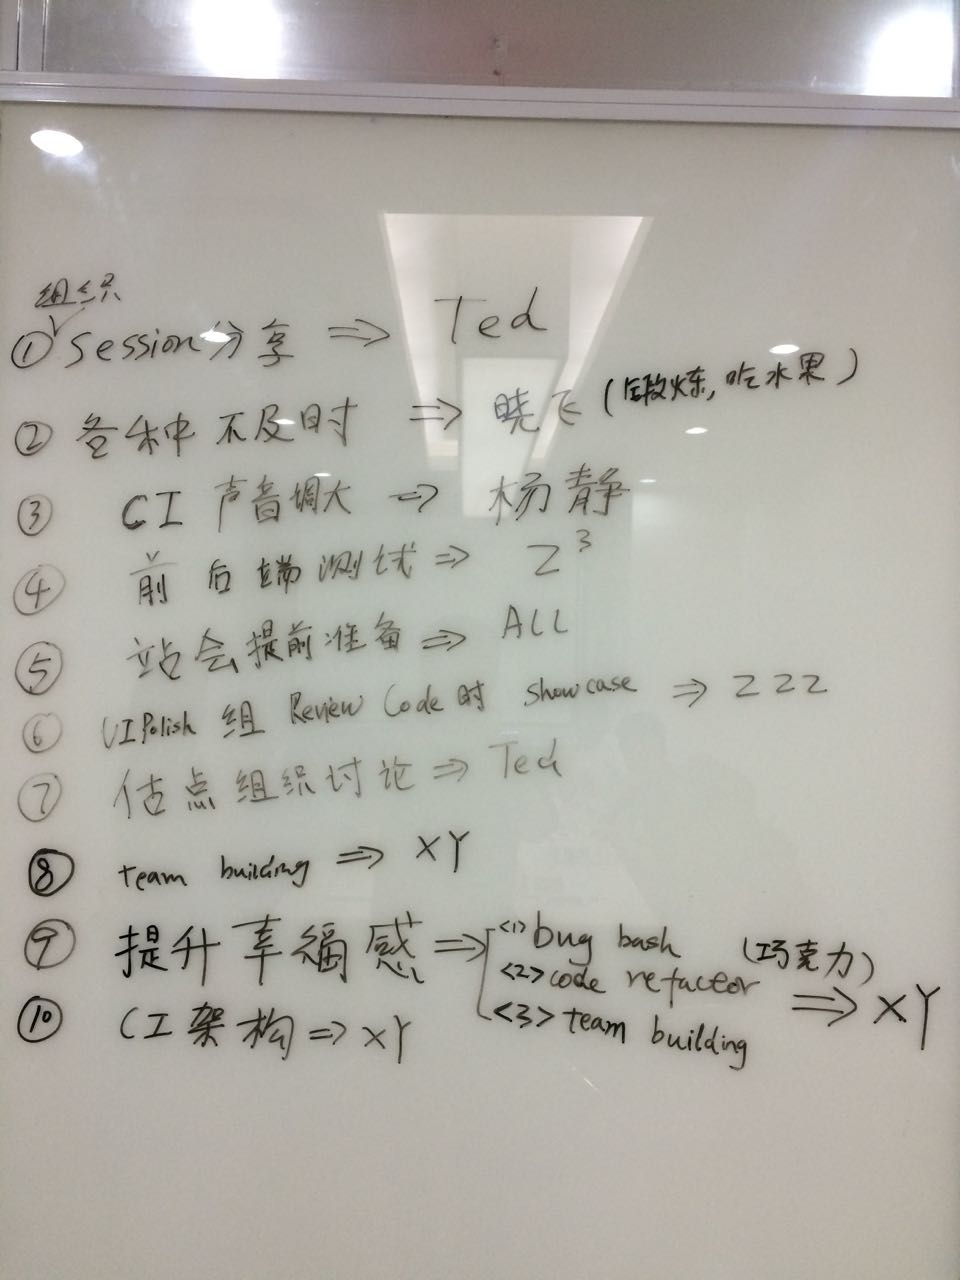 组织
① Session分享 => Ted
② 各种不及时 => 晓飞 (锻炼,吃水果)
③ CI 声音调大 => 杨静
④ 前后端测试 => Z³
⑤ 站会提前准备 => ALL
⑥ UI Polish 组 Review Code 时 showcase => ZZZ
⑦ 估点组织讨论 => Ted
⑧ team building => XY
⑨ 提升幸福感 => <1> bug bash (巧克力)
<2> code refactor => XY
<3> team building
⑩ CI架构 => XY